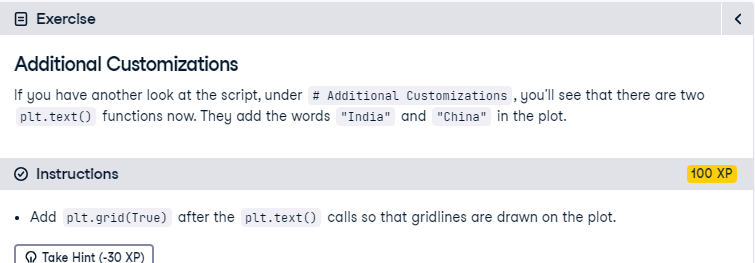 Exercise
Additional Customizations
If you have another look at the script, under # Additional Customizations, you'll see that there are two
plt.text() functions now. They add the words "India" and "China" in the plot.
Instructions
100 XP
• Add plt.grid(True) after the plt.text() calls so that gridlines are drawn on the plot.
Take Hint (-30 XP)